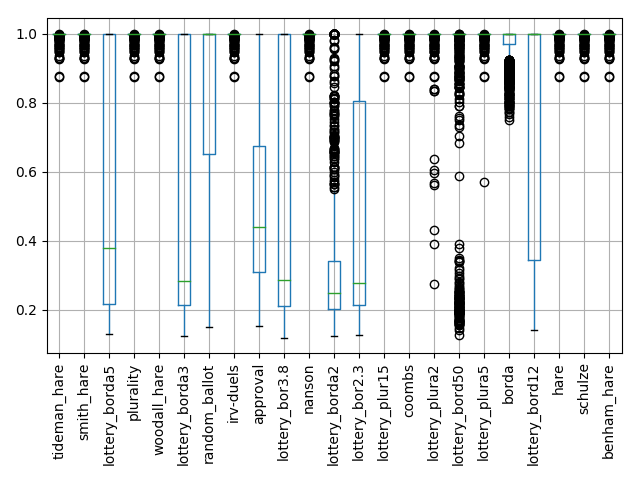 1.0
0.8
0.6
0.4
0.2
tideman_hare
smith_hare
lottery_borda5
plurality
woodall_hare
lottery_borda3
random_ballot
irv-duels
approval
lottery_bor3.8
nanson
lottery_borda2
lottery_bor2.3
lottery_plur15
coombs
lottery_plura2
lottery_bord50
lottery_plura5
borda
lottery_bord12
hare
schulze
benham_hare